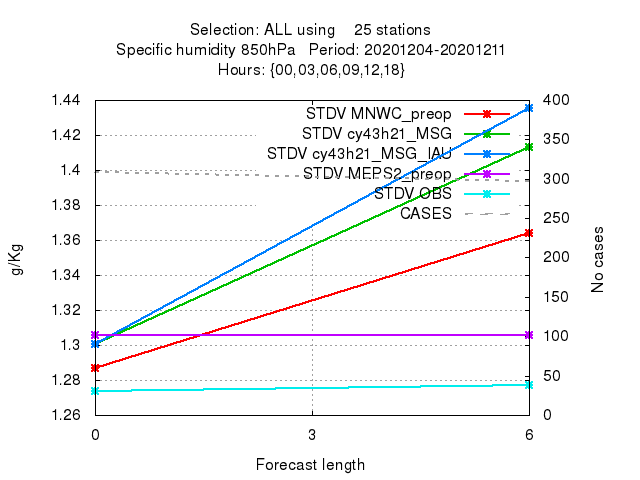 Selection: ALL using 25 stations
Specific humidity 850hPa Period: 20201204-20201211
Hours: {00,03,06,09,12,18}
1.44
1.42
1.4
1.38
1.36
1.34
1.32
1.3
1.28
1.26
g/Kg
STDV MNWC_preop
STDV cy43h21_MSG
STDV cy43h21_MSG_IAU
STDV MEPS2_preop
STDV OBS
CASES
400
350
300
250
200
150
100
50
0
No cases
0 3 6
Forecast length